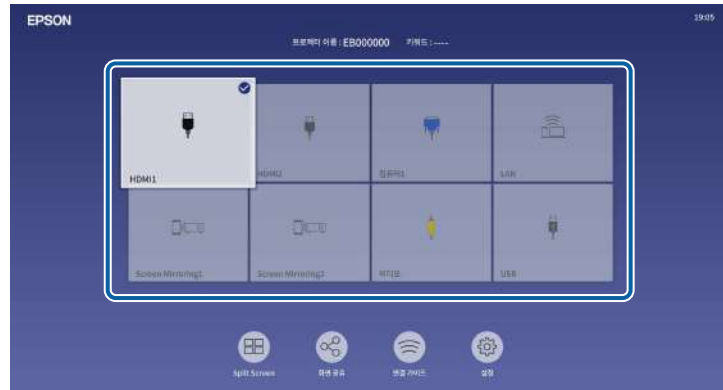 EPSON
19:05
프로젝터 이름 : EB000000 키워드 : ----
HDMI1
HDMI2
컴퓨터1
LAN
Screen Mirroring1
Screen Mirroring2
비디오
USB
Split Screen
화면 공유
연결 가이드
설정